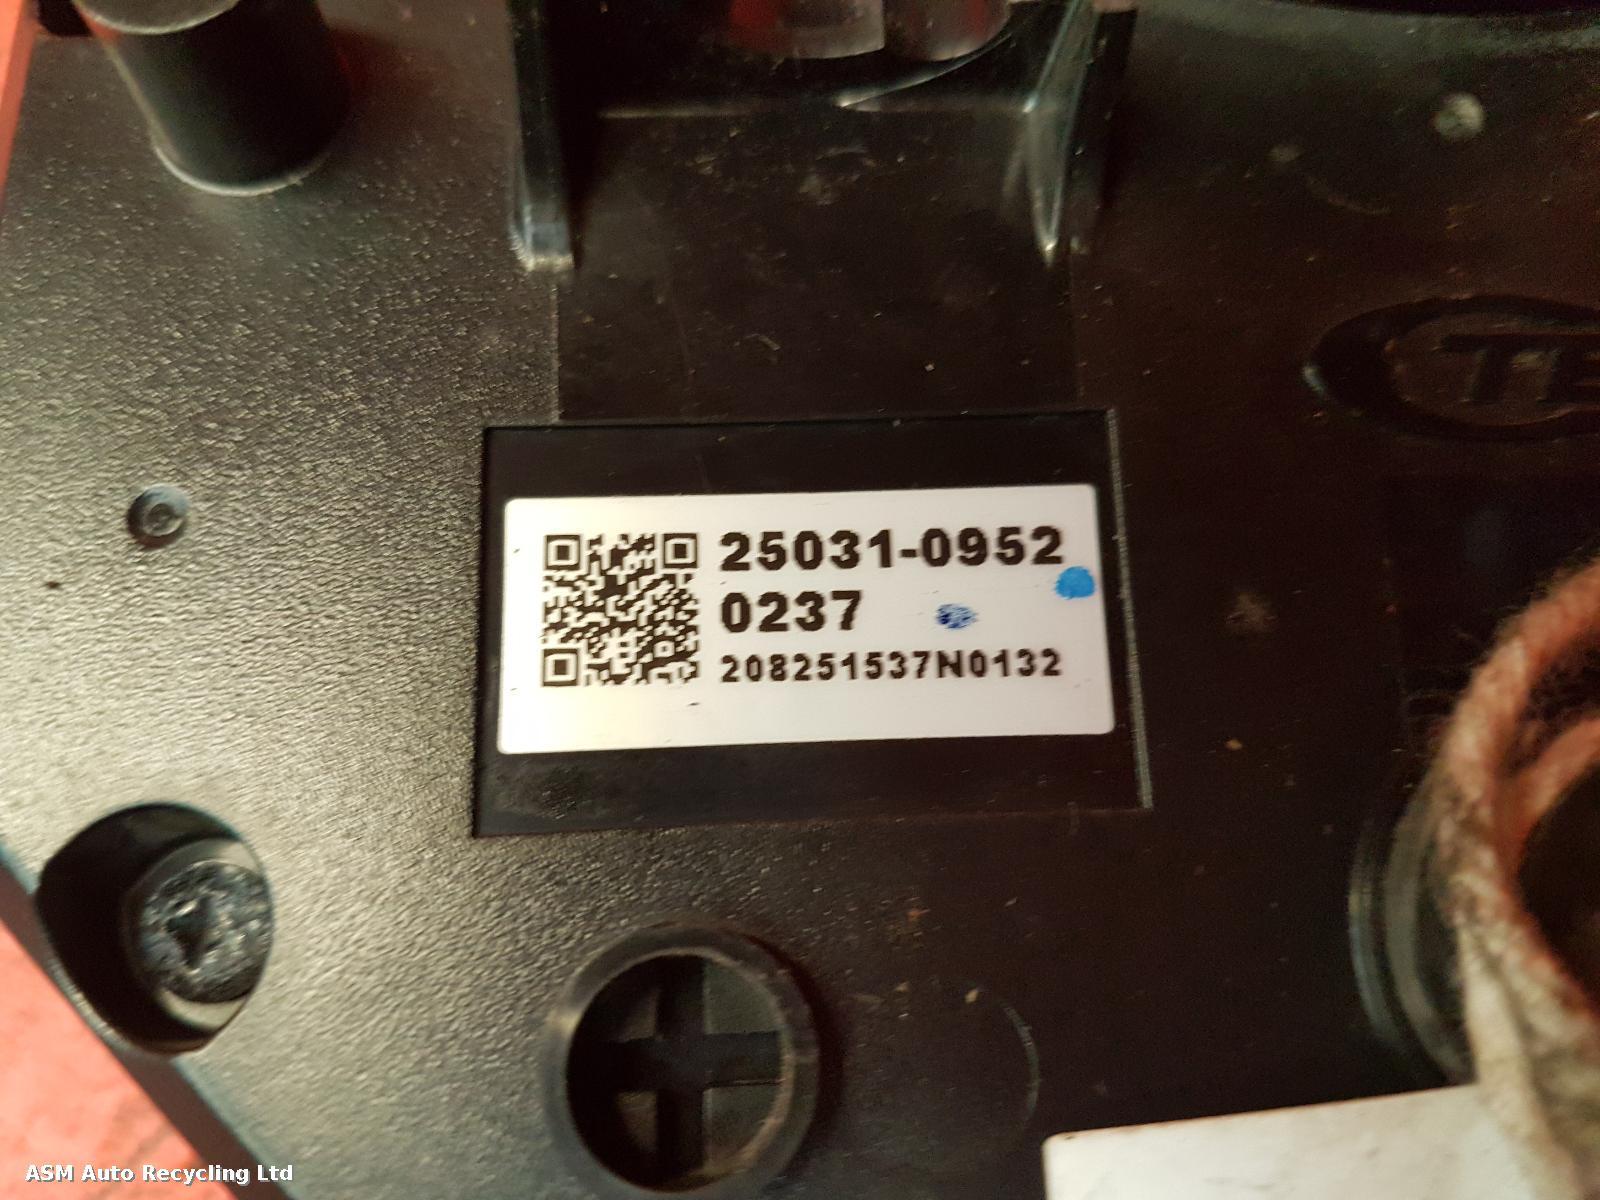 25031-0952
0237
208251537N0132
ASM Auto Recycling Ltd